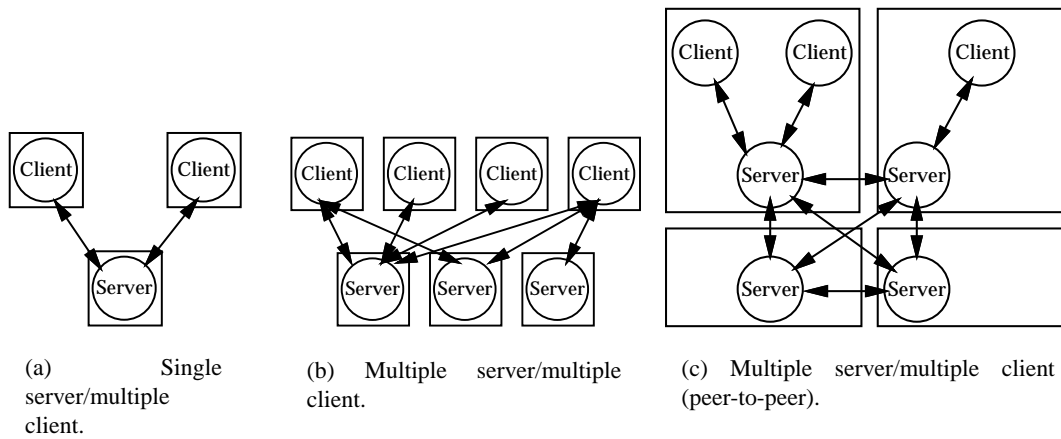 Client
Client
Server
(a) Single
server/multiple
client.
Client
Client
Client
Client
Server
Server
Server
(b) Multiple server/multiple
client.
Client
Client
Client
Server
Server
Server
Server
(c) Multiple server/multiple client
(peer-to-peer).